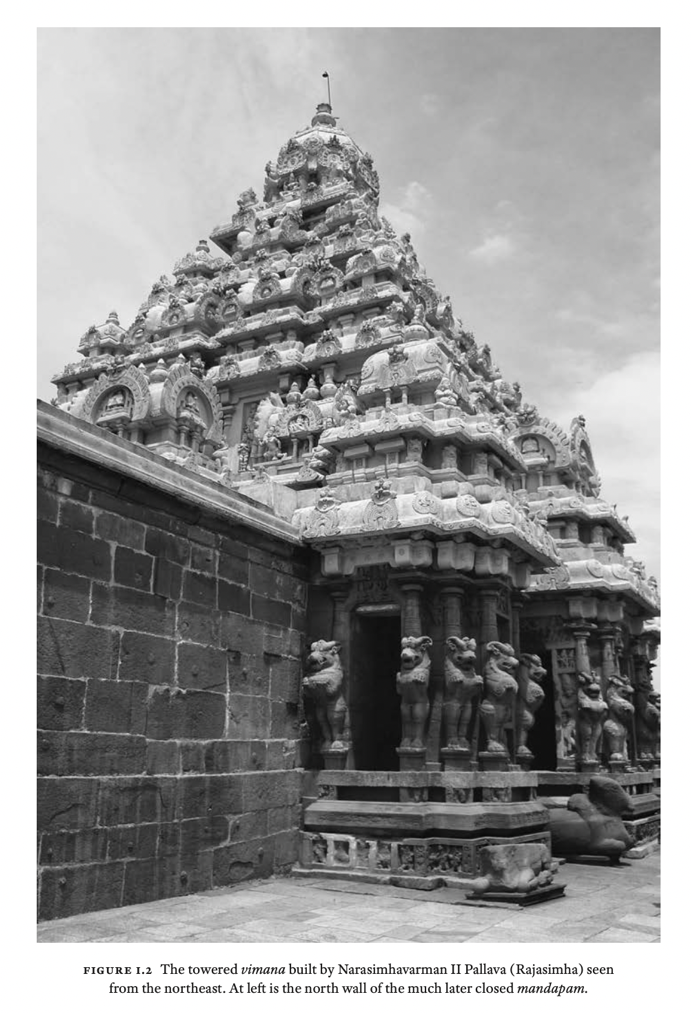 FIGURE 1.2 The towered vimana built by Narasimhavarman II Pallava (Rajasimha) seen
from the northeast. At left is the north wall of the much later closed mandapam.